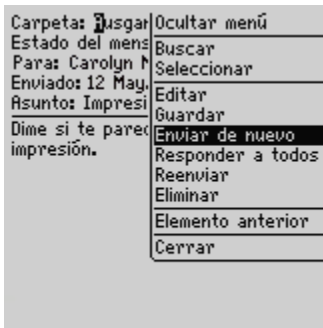 Carpeta: Busgar
Estado del mens
Para: Carolyn M
Enviado: 12 May.
Asunto: Impresi
Dime si te pared
impresión.
Ocultar menú
Buscar
Seleccionar
Editar
Guardar
Enviar de nuevo
Responder a todos
Reenviar
Eliminar
Elemento anterior
Cerrar